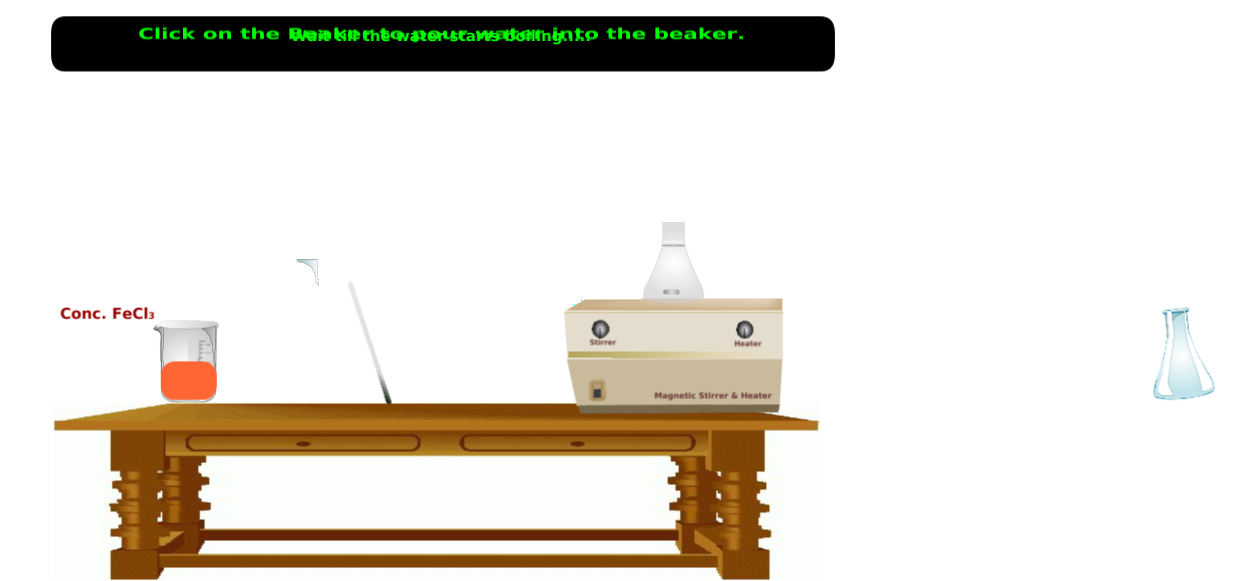 Click on the Beaker to pour water into the beaker.
Wait till the water starts boiling.....
Conc. FeCl₃
Stirrer
Heater
Magnetic Stirrer & Heater